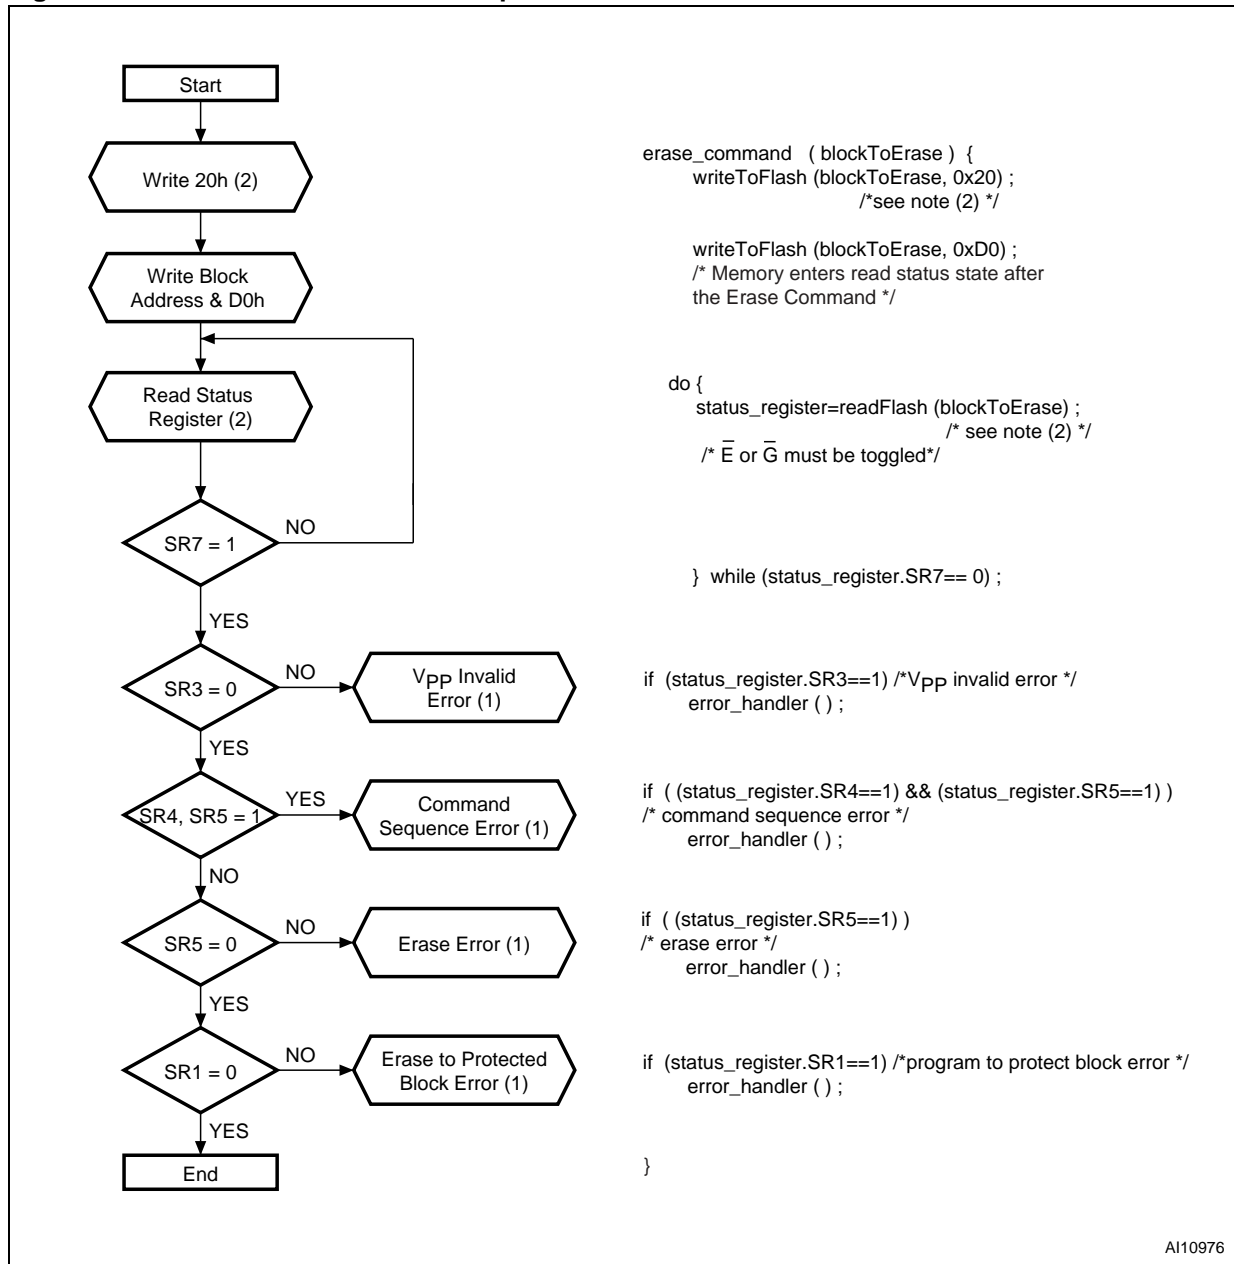 Start
Write 20h (2)
Write Block
Address & D0h
Read Status
Register (2)
SR7 = 1
NO
YES
SR3 = 0
NO
VPP Invalid
Error (1)
YES
SR4, SR5 = 1
YES
Command
Sequence Error (1)
NO
SR5 = 0
NO
Erase Error (1)
YES
SR1 = 0
NO
Erase to Protected
Block Error (1)
YES
End
erase_command ( blockToErase ) {
writeToFlash (blockToErase, 0x20) ;
/*see note (2) */
writeToFlash (blockToErase, 0xD0) ;
/* Memory enters read status state after
the Erase Command */
do {
status_register=readFlash (blockToErase) ;
/* see note (2) */
/* E̅ or G̅ must be toggled*/
} while (status_register.SR7== 0) ;
if (status_register.SR3==1) /*VPP invalid error */
error_handler ( ) ;
if ( (status_register.SR4==1) && (status_register.SR5==1) )
/* command sequence error */
error_handler ( ) ;
if ( (status_register.SR5==1) )
/* erase error */
error_handler ( ) ;
if (status_register.SR1==1) /*program to protect block error */
error_handler ( ) ;
}
AI10976